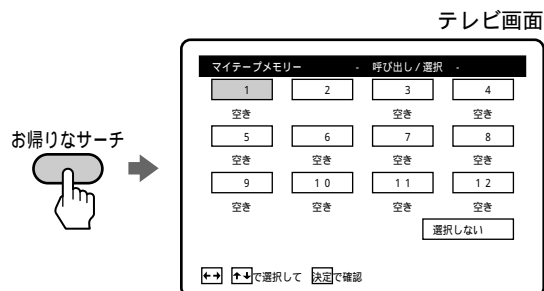 テレビ画面
マイテープメモリー - 呼び出し / 選択 -
1 2 3 4
空き 空き 空き
5 6 7 8
空き 空き 空き 空き
9 10 11 12
空き 空き 空き 空き
選択しない
←→ ↑↓で選択して 決定で確認
お帰りなサーチ